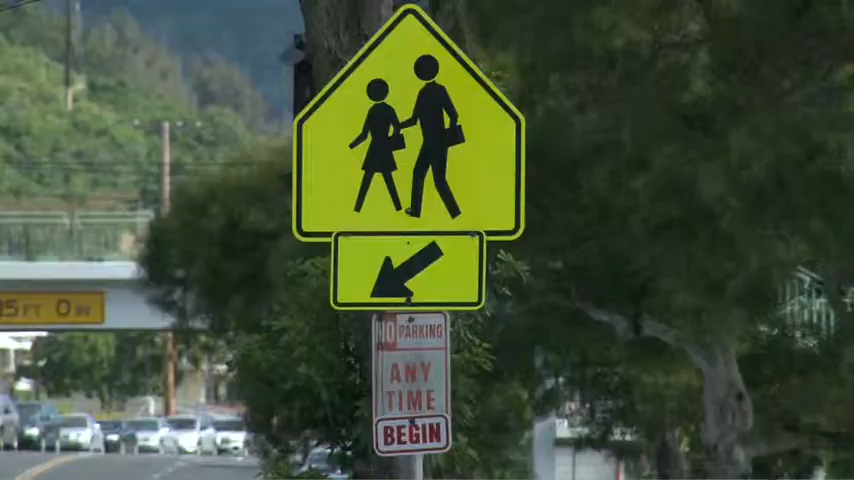 15 FT 0 IN
NO PARKING
ANY
TIME
BEGIN